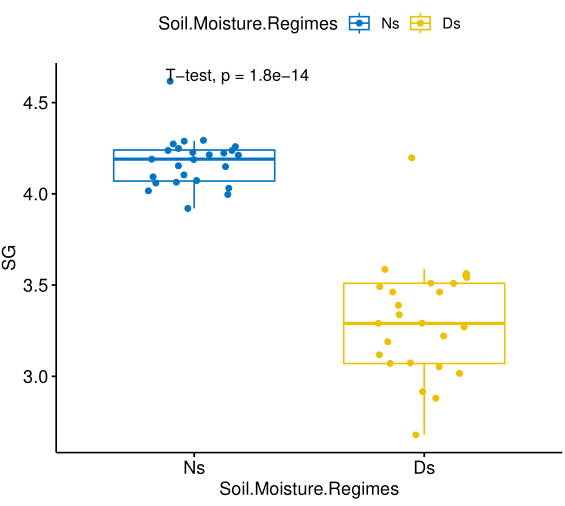 Soil.Moisture.Regimes Ns Ds
T-test, p = 1.8e-14
4.5
4.0
3.5
3.0
SG
Ns Ds
Soil.Moisture.Regimes